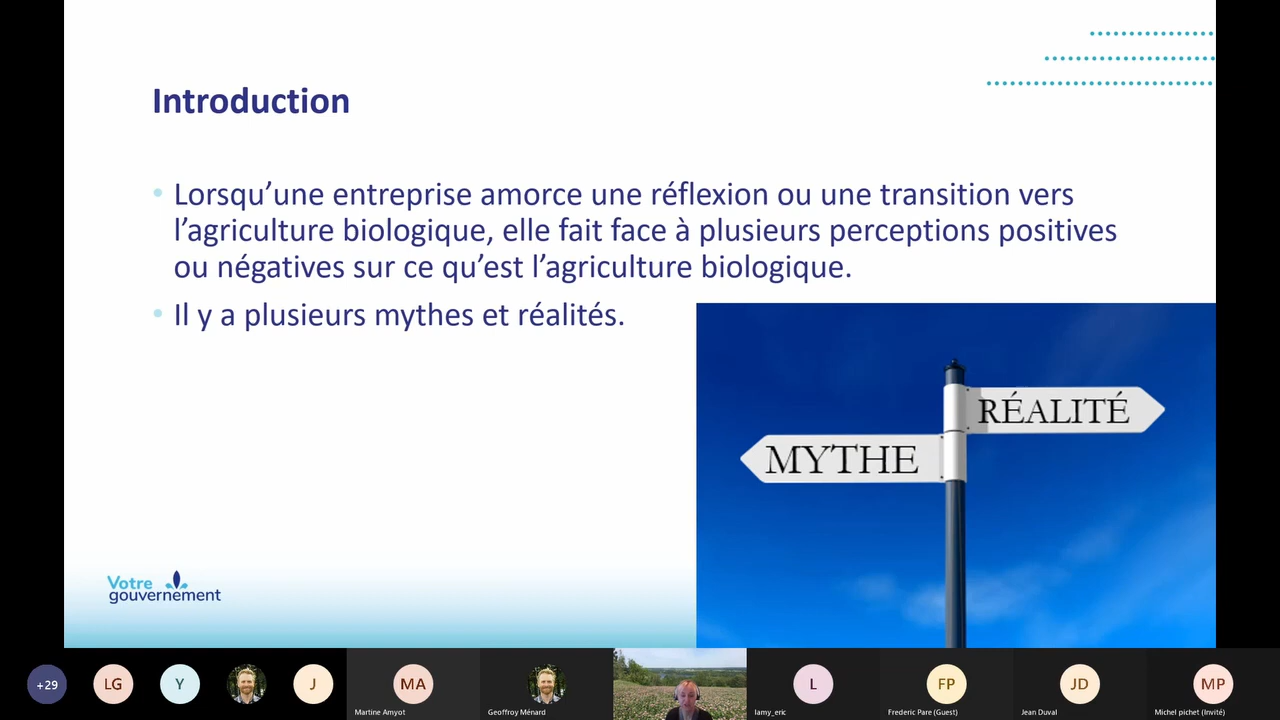 Introduction
• Lorsqu’une entreprise amorce une réflexion ou une transition vers
l’agriculture biologique, elle fait face à plusieurs perceptions positives
ou négatives sur ce qu’est l’agriculture biologique.
• Il y a plusieurs mythes et réalités.
RÉALITÉ
MYTHE
Votre
gouvernement
+29
LG
Y
J
MA
L
FP
JD
MP
Martine Amyot
Geoffroy Ménard
lamy_eric
Frederic Pare (Guest)
Jean Duval
Michel pichet (Invité)